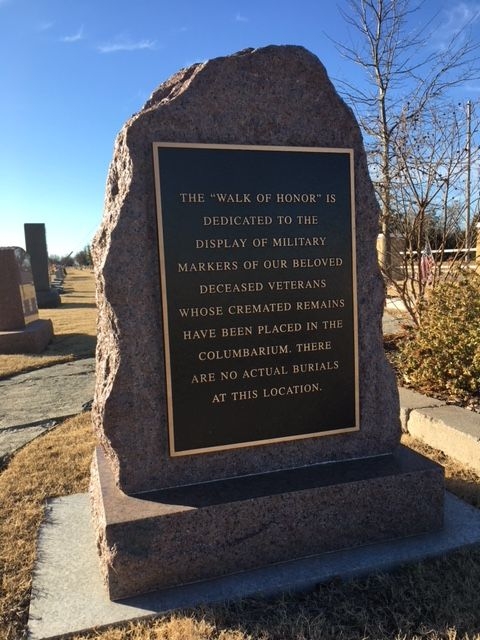 THE "WALK OF HONOR" IS
DEDICATED TO THE
DISPLAY OF MILITARY
MARKERS OF OUR BELOVED
DECEASED VETERANS
WHOSE CREMATED REMAINS
HAVE BEEN PLACED IN THE
COLUMBARIUM. THERE
ARE NO ACTUAL BURIALS
AT THIS LOCATION.